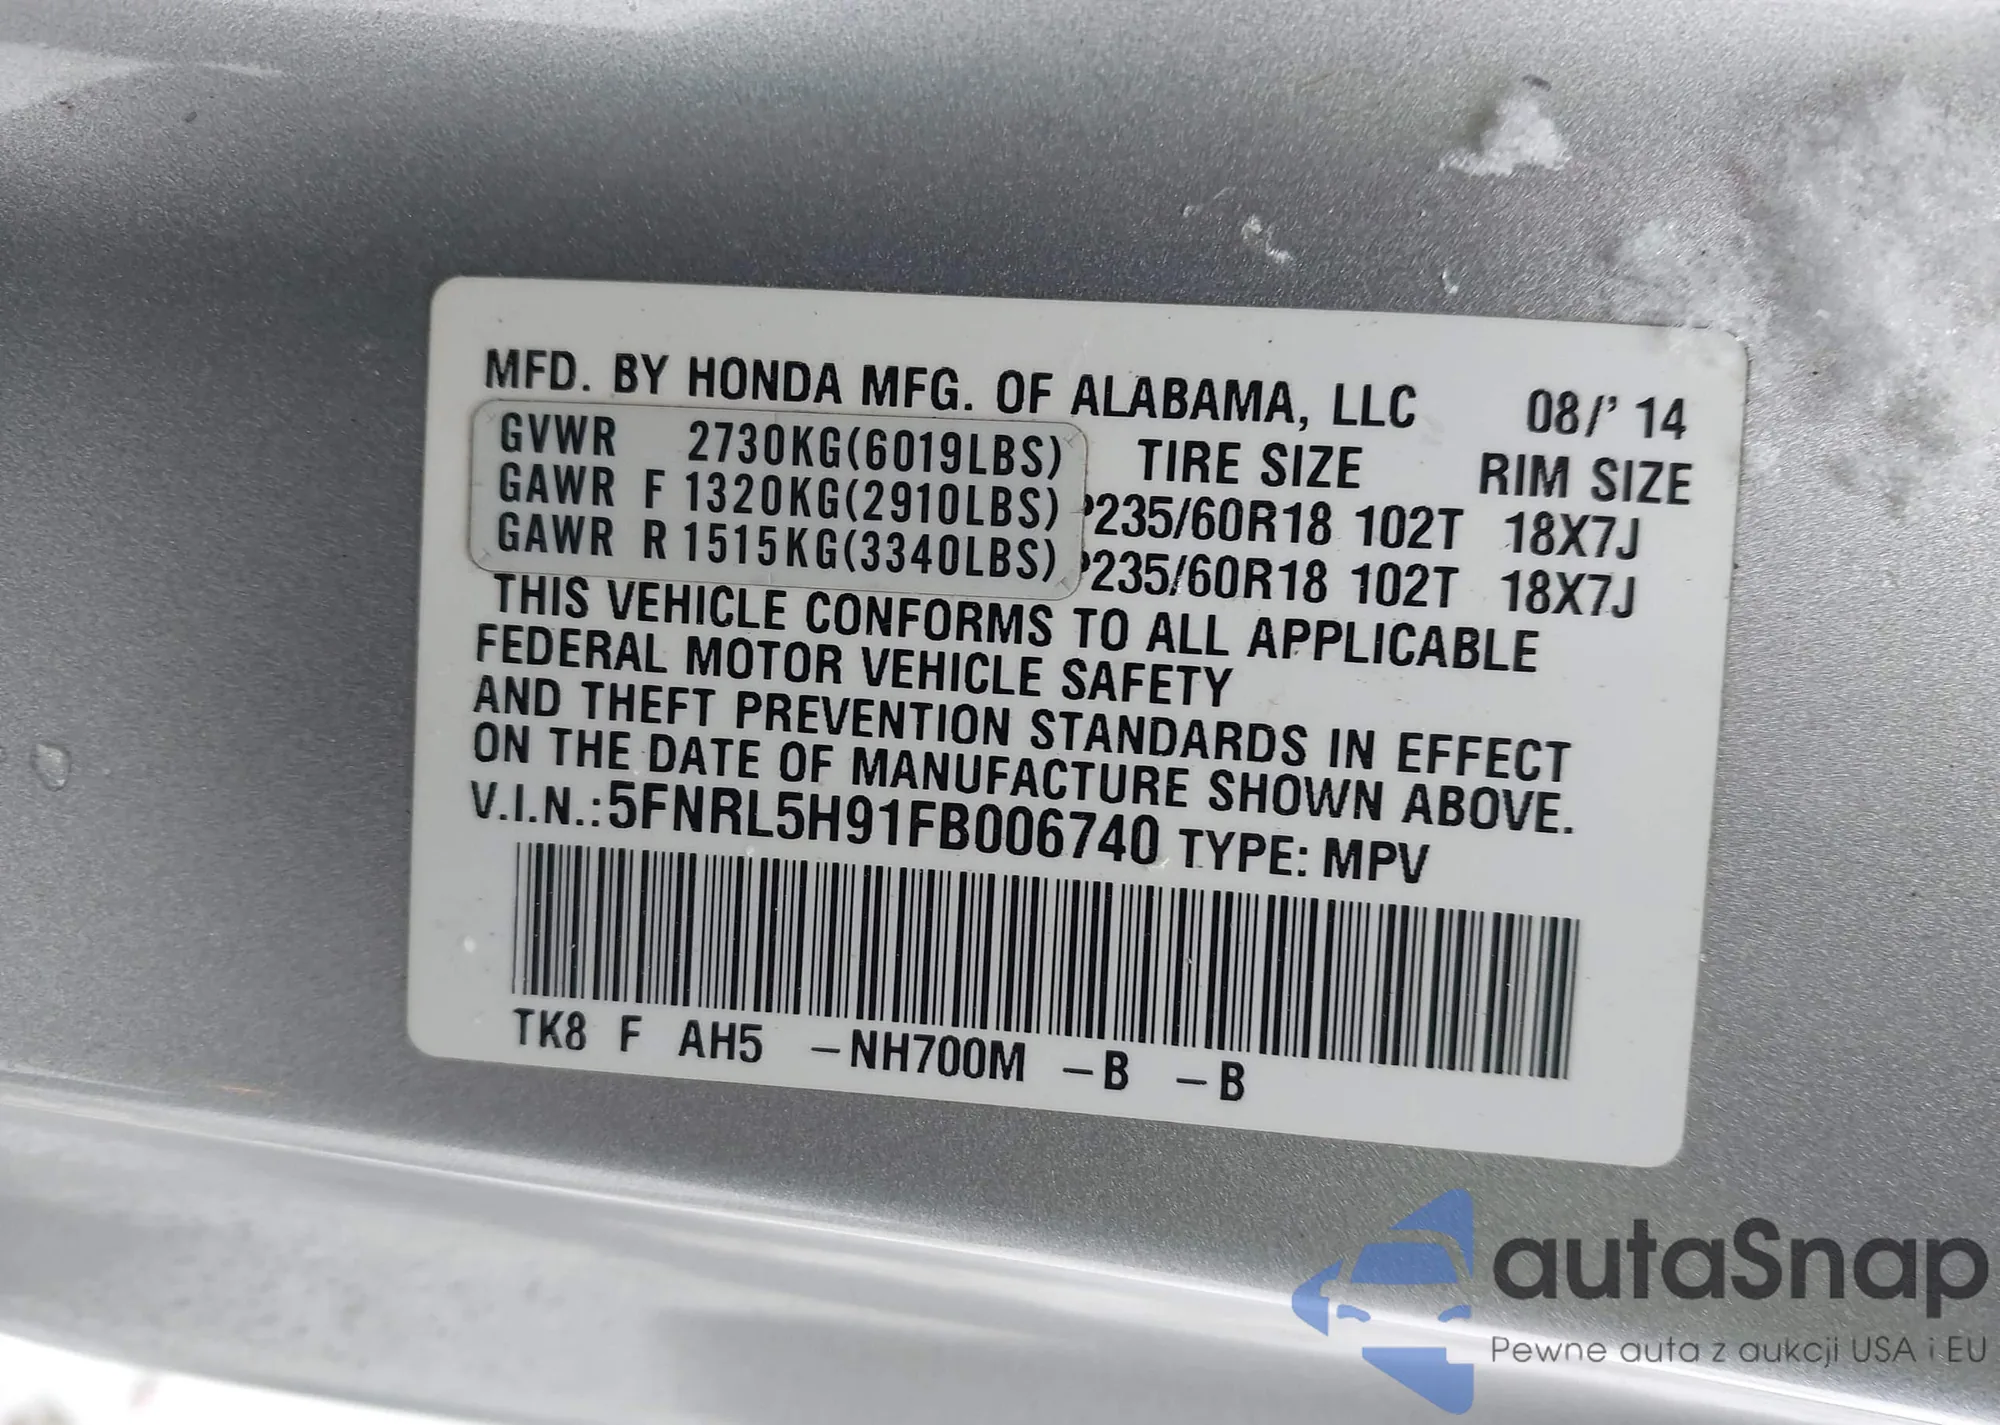 MFD. BY HONDA MFG. OF ALABAMA, LLC 08/' 14
GVWR 2730KG(6019LBS) TIRE SIZE RIM SIZE
GAWR F 1320KG(2910LBS) P235/60R18 102T 18X7J
GAWR R 1515KG(3340LBS) P235/60R18 102T 18X7J
THIS VEHICLE CONFORMS TO ALL APPLICABLE
FEDERAL MOTOR VEHICLE SAFETY
AND THEFT PREVENTION STANDARDS IN EFFECT
ON THE DATE OF MANUFACTURE SHOWN ABOVE.
V.I.N.:5FNRL5H91FB006740 TYPE: MPV
TK8 F AH5 -NH700M -B -B
autaSnap
Pewne auta z aukcji USA i EU